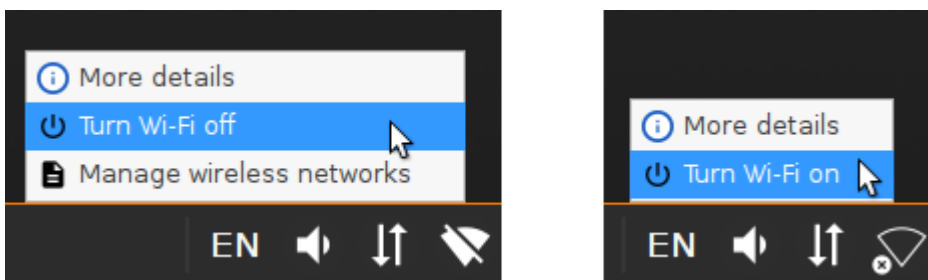 More details
Turn Wi-Fi off
Manage wireless networks
EN
More details
Turn Wi-Fi on
EN